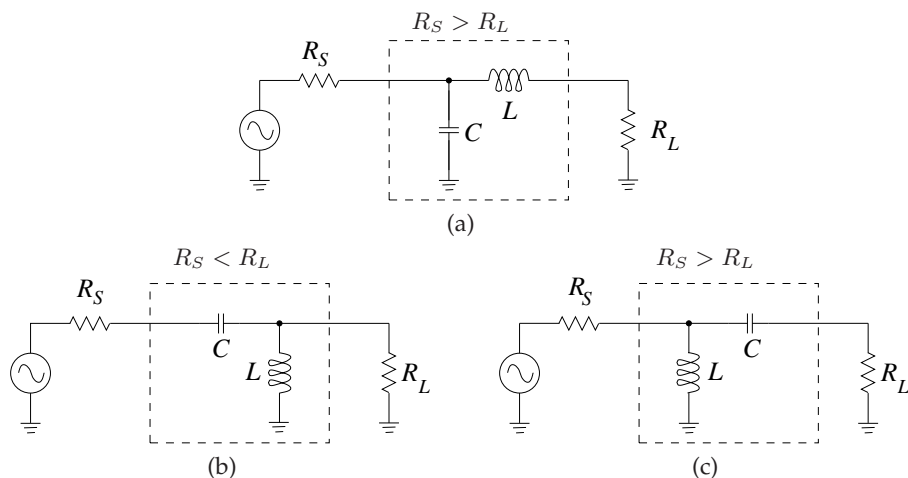 R_S > R_L
R_S
L
C
R_L
(a)
R_S < R_L
R_S
C
L
R_L
(b)
R_S > R_L
R_S
C
L
R_L
(c)